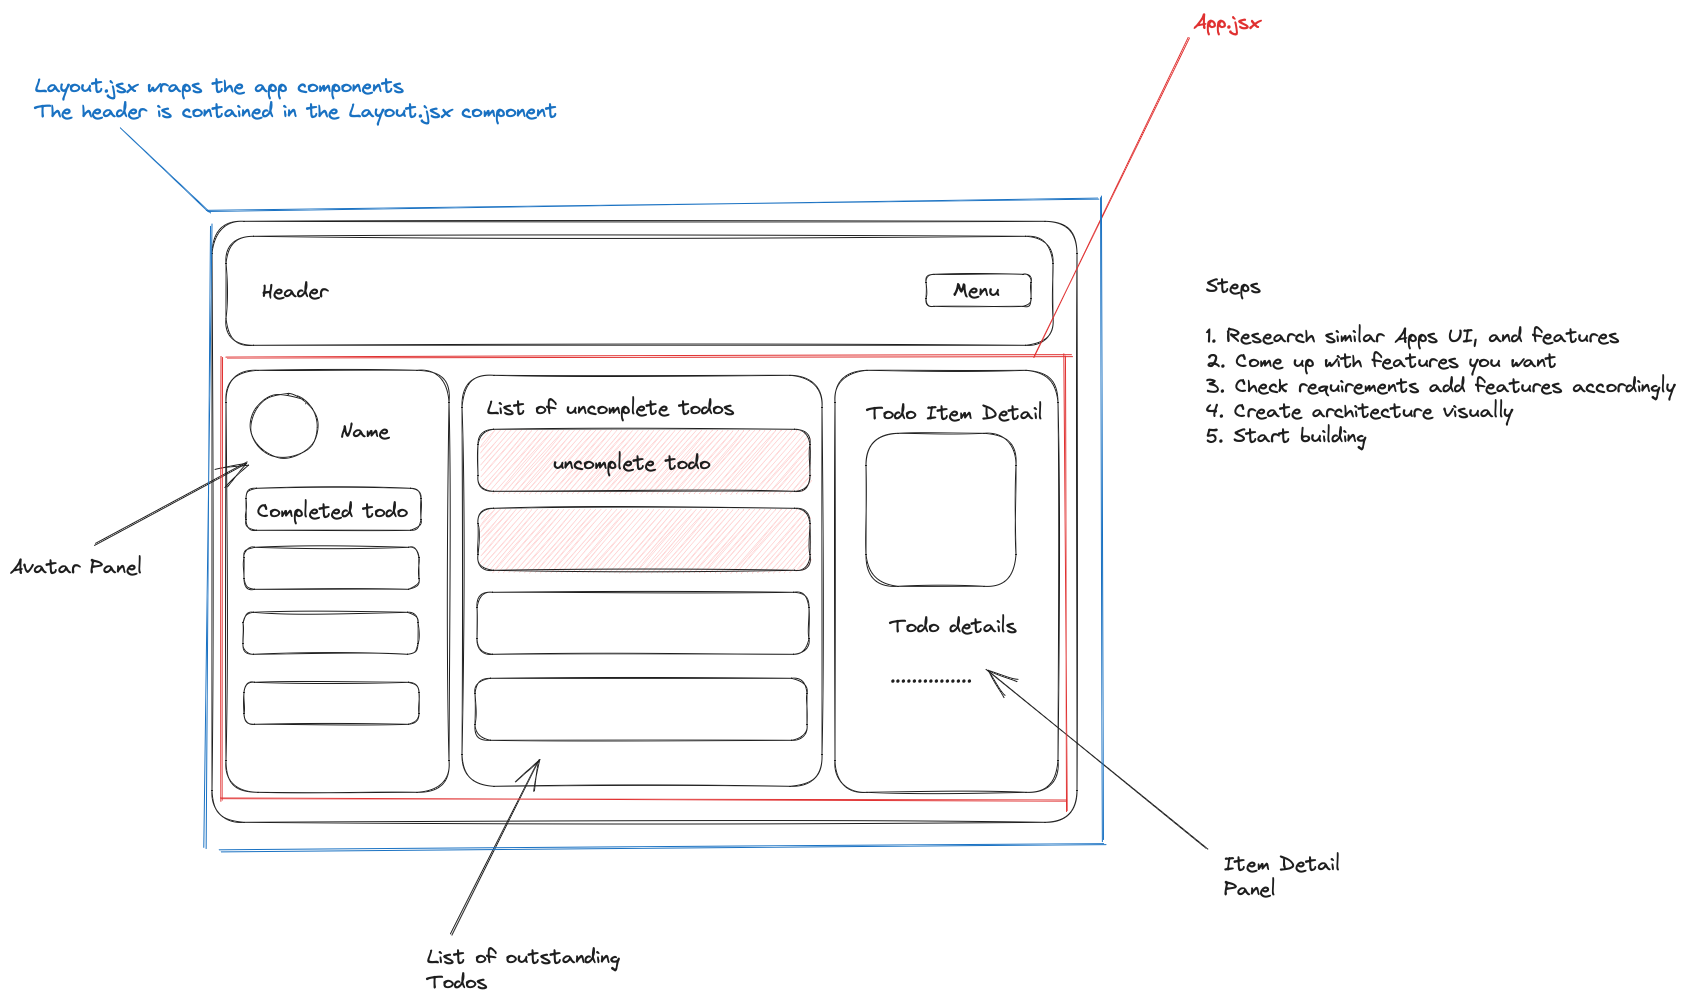 App.jsx
Layout.jsx wraps the app components
The header is contained in the Layout.jsx component
Header
Menu
Steps
1. Research similar Apps UI, and features
2. Come up with features you want
3. Check requirements add features accordingly
4. Create architecture visually
5. Start building
Name
Completed todo
Avatar Panel
List of uncomplete todos
uncomplete todo
Todo Item Detail
Todo details
...............
Item Detail
Panel
List of outstanding
Todos